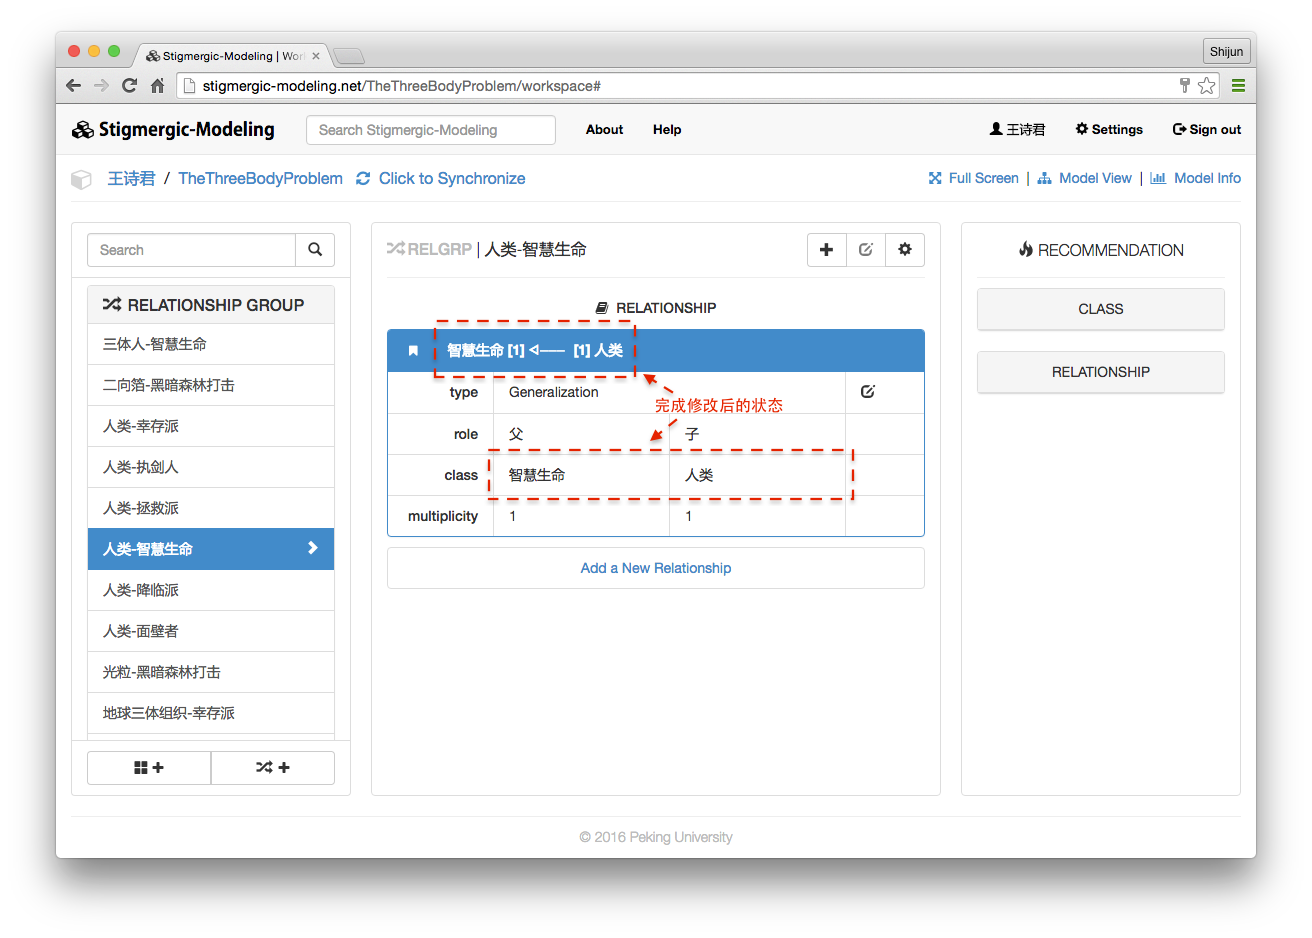 Stigmergic-Modeling | Wor
Shijun
stigmergic-modeling.net/TheThreeBodyProblem/workspace#
Stigmergic-Modeling
Search Stigmergic-Modeling
About
Help
王诗君
Settings
Sign out
王诗君 / TheThreeBodyProblem
Click to Synchronize
Full Screen | Model View | Model Info
Search
RELATIONSHIP GROUP
三体人-智慧生命
二向箔-黑暗森林打击
人类-幸存派
人类-执剑人
人类-拯救派
人类-智慧生命
人类-降临派
人类-面壁者
光粒-黑暗森林打击
地球三体组织-幸存派
RELGRP | 人类-智慧生命
RELATIONSHIP
智慧生命 [1] ◁—— [1] 人类
完成修改后的状态
type Generalization
role 父 子
class 智慧生命 人类
multiplicity 1 1
Add a New Relationship
RECOMMENDATION
CLASS
RELATIONSHIP
© 2016 Peking University